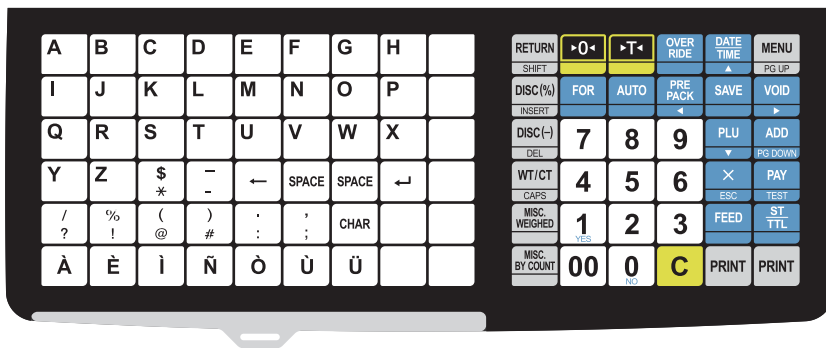 A B C D E F G H
I J K L M N O P
Q R S T U V W X
Y Z $ * – - ← SPACE SPACE ↵
/ ? % ! ( @ ) # . : , ; CHAR
À È Ì Ñ Ò Ù Ü
RETURN SHIFT ►0◄ ►T◄ OVER RIDE DATE TIME ▲ MENU PG UP
DISC(%) INSERT FOR AUTO PRE PACK ◄ SAVE VOID ►
DISC(–) DEL 7 8 9 PLU ▼ ADD PG DOWN
WT/CT CAPS 4 5 6 × ESC PAY TEST
MISC. WEIGHED 1 YES 2 3 FEED ST TTL
MISC. BY COUNT 00 0 NO C PRINT PRINT